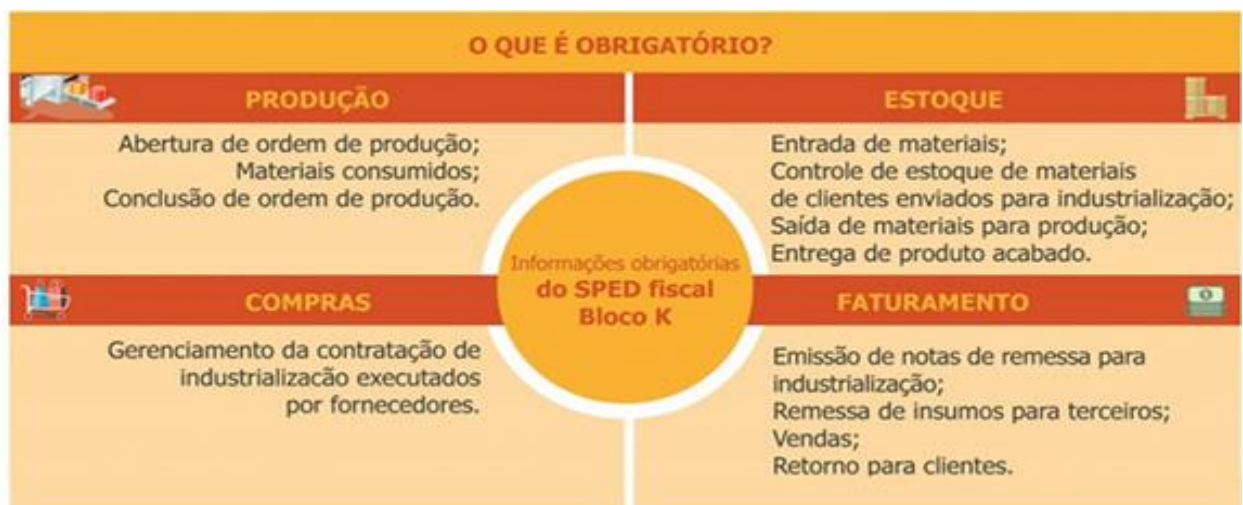 O QUE É OBRIGATÓRIO?
PRODUÇÃO
Abertura de ordem de produção;
Materiais consumidos;
Conclusão de ordem de produção.
ESTOQUE
Entrada de materiais;
Controle de estoque de materiais
de clientes enviados para industrialização;
Saída de materiais para produção;
Entrega de produto acabado.
Informações obrigatórias
do SPED fiscal
Bloco K
COMPRAS
Gerenciamento da contratação de
industrializacão executados
por fornecedores.
FATURAMENTO
Emissão de notas de remessa para
industrialização;
Remessa de insumos para terceiros;
Vendas;
Retorno para clientes.